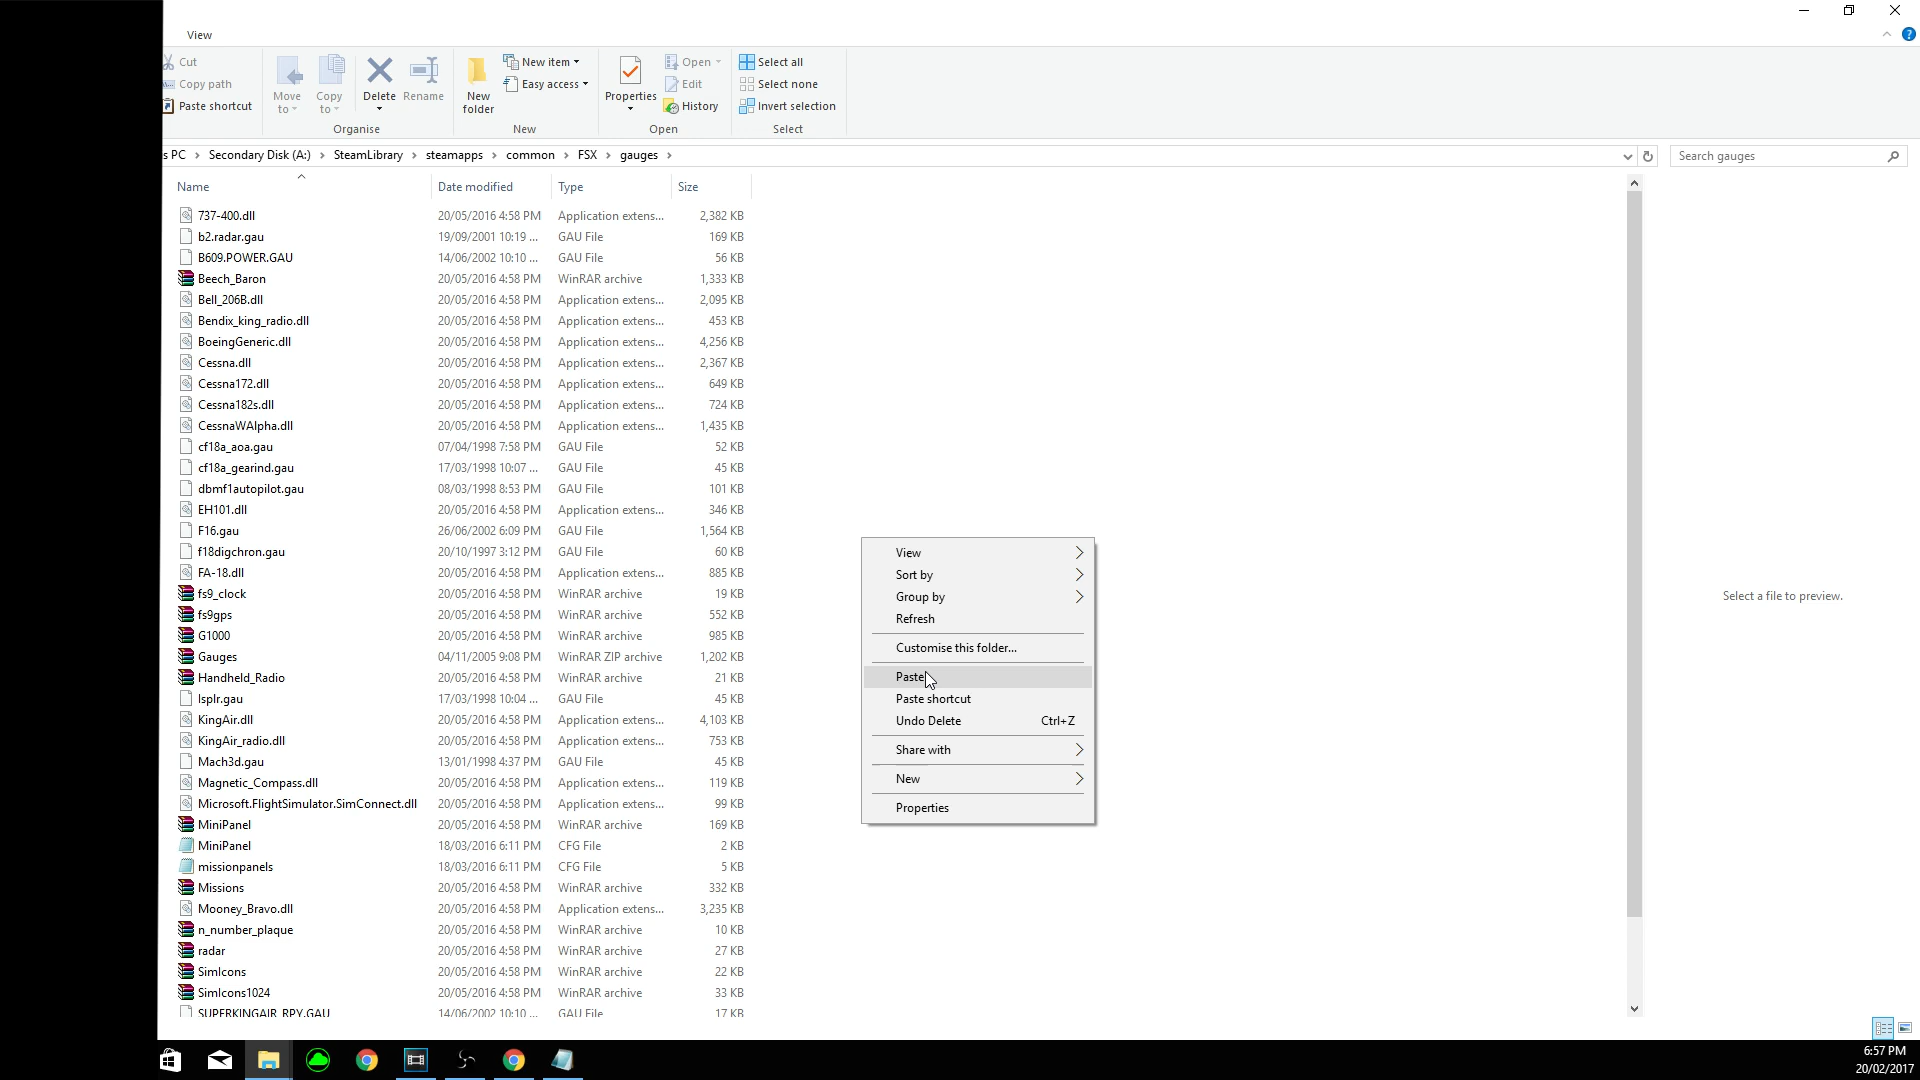 View
Cut
Copy path
Paste shortcut
Move to
Copy to
Delete
Rename
Organise
New folder
New item
Easy access
New
Properties
Open
Edit
History
Open
Select all
Select none
Invert selection
Select
s PC > Secondary Disk (A:) > SteamLibrary > steamapps > common > FSX > gauges >
Search gauges
Name Date modified Type Size
737-400.dll 20/05/2016 4:58 PM Application extens... 2,382 KB
b2.radar.gau 19/09/2001 10:19 ... GAU File 169 KB
B609.POWER.GAU 14/06/2002 10:10 ... GAU File 56 KB
Beech_Baron 20/05/2016 4:58 PM WinRAR archive 1,333 KB
Bell_206B.dll 20/05/2016 4:58 PM Application extens... 2,095 KB
Bendix_king_radio.dll 20/05/2016 4:58 PM Application extens... 453 KB
BoeingGeneric.dll 20/05/2016 4:58 PM Application extens... 4,256 KB
Cessna.dll 20/05/2016 4:58 PM Application extens... 2,367 KB
Cessna172.dll 20/05/2016 4:58 PM Application extens... 649 KB
Cessna182s.dll 20/05/2016 4:58 PM Application extens... 724 KB
CessnaWAlpha.dll 20/05/2016 4:58 PM Application extens... 1,435 KB
cf18a_aoa.gau 07/04/1998 7:58 PM GAU File 52 KB
cf18a_gearind.gau 17/03/1998 10:07 ... GAU File 45 KB
dbmf1autopilot.gau 08/03/1998 8:53 PM GAU File 101 KB
EH101.dll 20/05/2016 4:58 PM Application extens... 346 KB
F16.gau 26/06/2002 6:09 PM GAU File 1,564 KB
f18digchron.gau 20/10/1997 3:12 PM GAU File 60 KB
FA-18.dll 20/05/2016 4:58 PM Application extens... 885 KB
fs9_clock 20/05/2016 4:58 PM WinRAR archive 19 KB
fs9gps 20/05/2016 4:58 PM WinRAR archive 552 KB
G1000 20/05/2016 4:58 PM WinRAR archive 985 KB
Gauges 04/11/2005 9:08 PM WinRAR ZIP archive 1,202 KB
Handheld_Radio 20/05/2016 4:58 PM WinRAR archive 21 KB
lsplr.gau 17/03/1998 10:04 ... GAU File 45 KB
KingAir.dll 20/05/2016 4:58 PM Application extens... 4,103 KB
KingAir_radio.dll 20/05/2016 4:58 PM Application extens... 753 KB
Mach3d.gau 13/01/1998 4:37 PM GAU File 45 KB
Magnetic_Compass.dll 20/05/2016 4:58 PM Application extens... 119 KB
Microsoft.FlightSimulator.SimConnect.dll 20/05/2016 4:58 PM Application extens... 99 KB
MiniPanel 20/05/2016 4:58 PM WinRAR archive 169 KB
MiniPanel 18/03/2016 6:11 PM CFG File 2 KB
missionpanels 18/03/2016 6:11 PM CFG File 5 KB
Missions 20/05/2016 4:58 PM WinRAR archive 332 KB
Mooney_Bravo.dll 20/05/2016 4:58 PM Application extens... 3,235 KB
n_number_plaque 20/05/2016 4:58 PM WinRAR archive 10 KB
radar 20/05/2016 4:58 PM WinRAR archive 27 KB
SimIcons 20/05/2016 4:58 PM WinRAR archive 22 KB
SimIcons1024 20/05/2016 4:58 PM WinRAR archive 33 KB
SUPERKINGAIR_RPY.GAU 14/06/2002 10:10 ... GAU File 17 KB
View
Sort by
Group by
Refresh
Customise this folder...
Paste
Paste shortcut
Undo Delete Ctrl+Z
Share with
New
Properties
Select a file to preview.
6:57 PM
20/02/2017